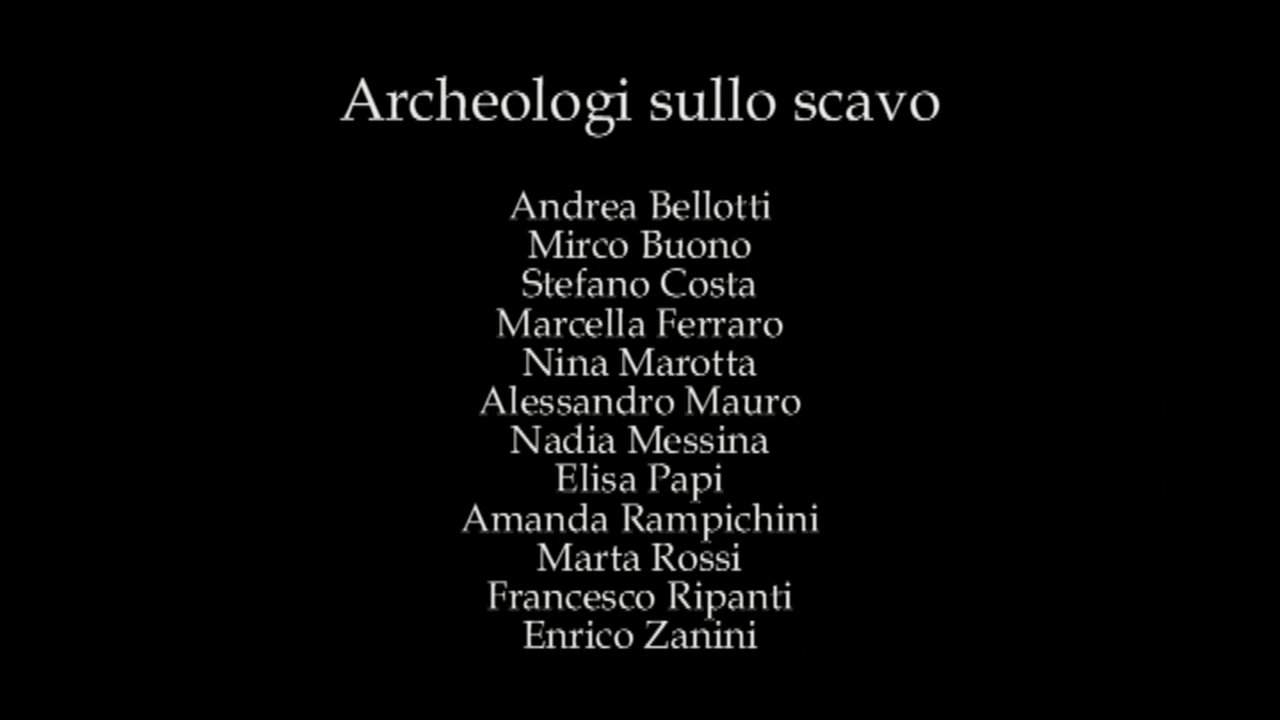 Archeologi sullo scavo
Andrea Bellotti
Mirco Buono
Stefano Costa
Marcella Ferraro
Nina Marotta
Alessandro Mauro
Nadia Messina
Elisa Papi
Amanda Rampichini
Marta Rossi
Francesco Ripanti
Enrico Zanini